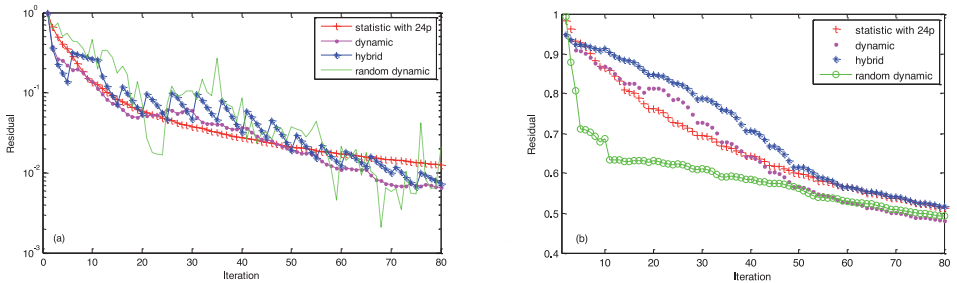 10^0
10^-1
10^-2
10^-3
Residual
0 10 20 30 40 50 60 70 80
Iteration
(a)
statistic with 24p
dynamic
hybrid
random dynamic
1
0.9
0.8
0.7
0.6
0.5
0.4
Residual
10 20 30 40 50 60 70 80
Iteration
(b)
statistic with 24p
dynamic
hybrid
random dynamic